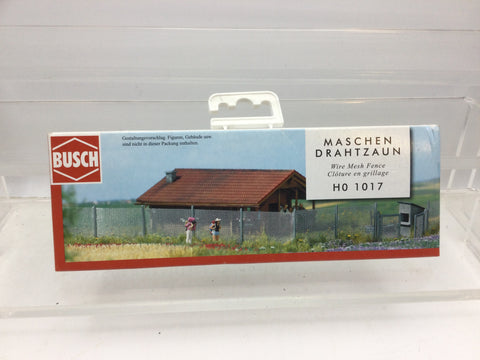 BUSCH
Gestaltungsvorschlag. Figuren, Gebäude usw.
sind nicht in dieser Packung enthalten.
MASCHEN
DRAHTZAUN
Wire Mesh Fence
Clôture en grillage
HO 1017